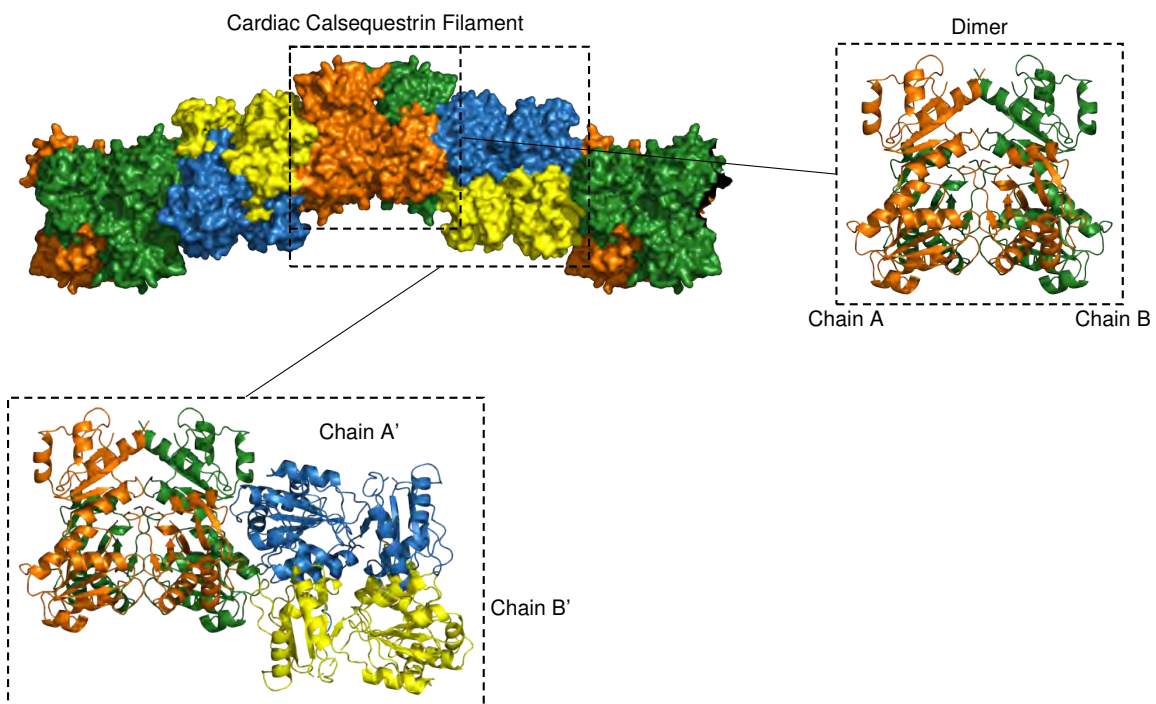 Cardiac Calsequestrin Filament
Dimer
Chain A
Chain B
Chain A’
Chain B’